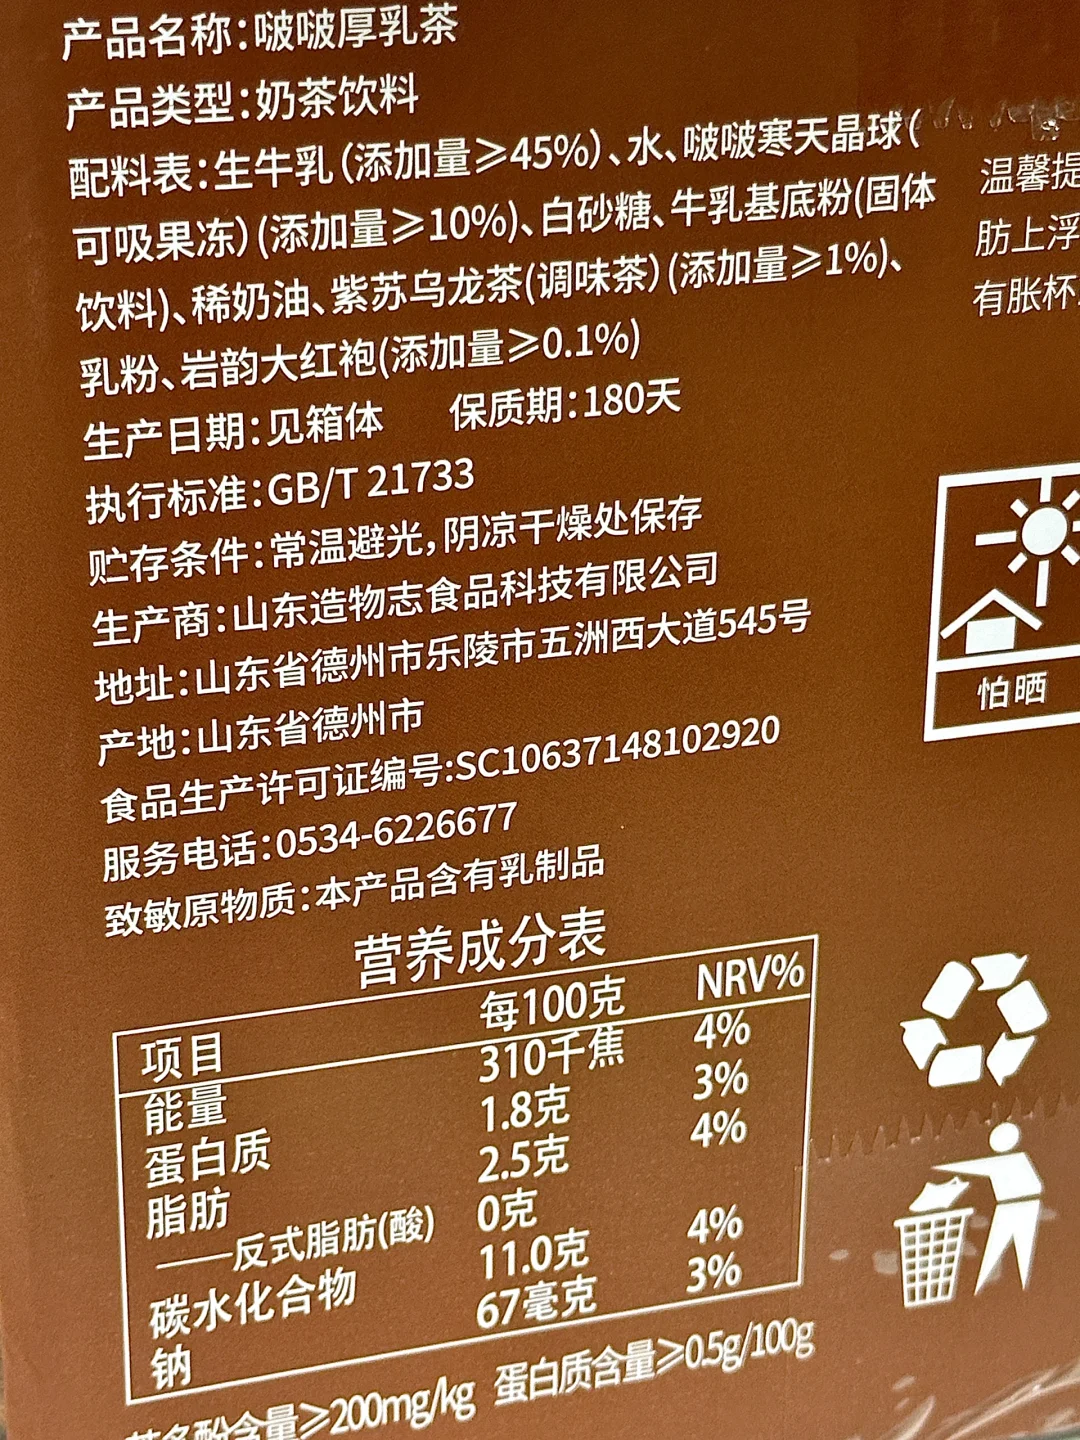 产品名称:啵啵厚乳茶
产品类型:奶茶饮料
配料表:生牛乳(添加量≥45%)、水、啵啵寒天晶球(
可吸果冻)(添加量≥10%)、白砂糖、牛乳基底粉(固体
饮料)、稀奶油、紫苏乌龙茶(调味茶)(添加量≥1%)、
乳粉、岩韵大红袍(添加量≥0.1%)
生产日期:见箱体 保质期:180天
执行标准:GB/T 21733
贮存条件:常温避光,阴凉干燥处保存
生产商:山东造物志食品科技有限公司
地址:山东省德州市乐陵市五洲西大道545号
产地:山东省德州市
食品生产许可证编号:SC10637148102920
服务电话:0534-6226677
致敏原物质:本产品含有乳制品
营养成分表
项目 每100克 NRV%
能量 310千焦 4%
蛋白质 1.8克 3%
脂肪 2.5克 4%
——反式脂肪(酸) 0克
碳水化合物 11.0克 4%
钠 67毫克 3%
茶多酚含量≥200mg/kg 蛋白质含量≥0.5g/100g
温馨提
肪上浮
有胀杯
怕晒